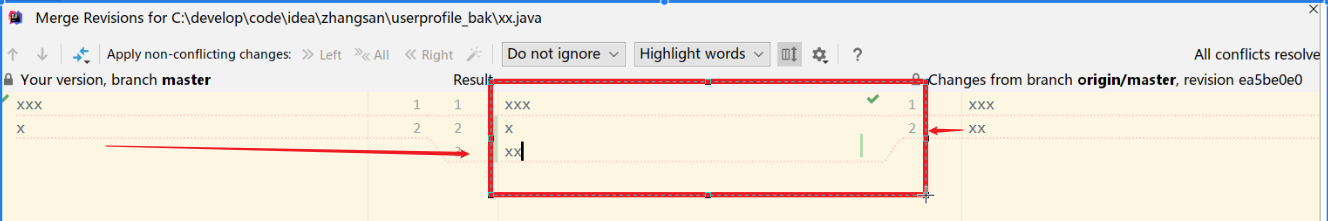 Merge Revisions for C:\develop\code\idea\zhangsan\userprofile_bak\xx.java
Apply non-conflicting changes: Left All Right Do not ignore Highlight words ? All conflicts resolve
Your version, branch master Result Changes from branch origin/master, revision ea5be0e0
xxx 1 1 xxx 1 xxx
x 2 2 x 2 xx
xx